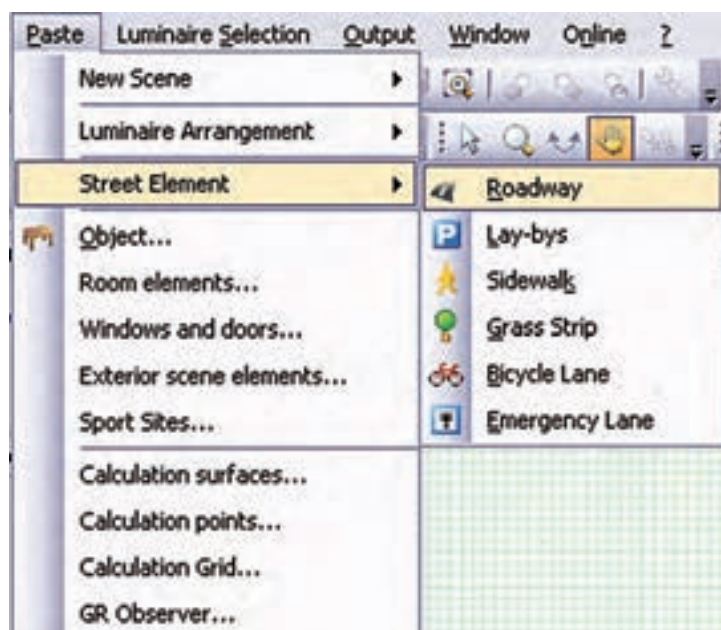 Paste Luminaire Selection Output Window Online ?
New Scene
Luminaire Arrangement
Street Element
Object...
Room elements...
Windows and doors...
Exterior scene elements...
Sport Sites...
Calculation surfaces...
Calculation points...
Calculation Grid...
GR Observer...
Roadway
P Lay-bys
Sidewalk
Grass Strip
Bicycle Lane
Emergency Lane